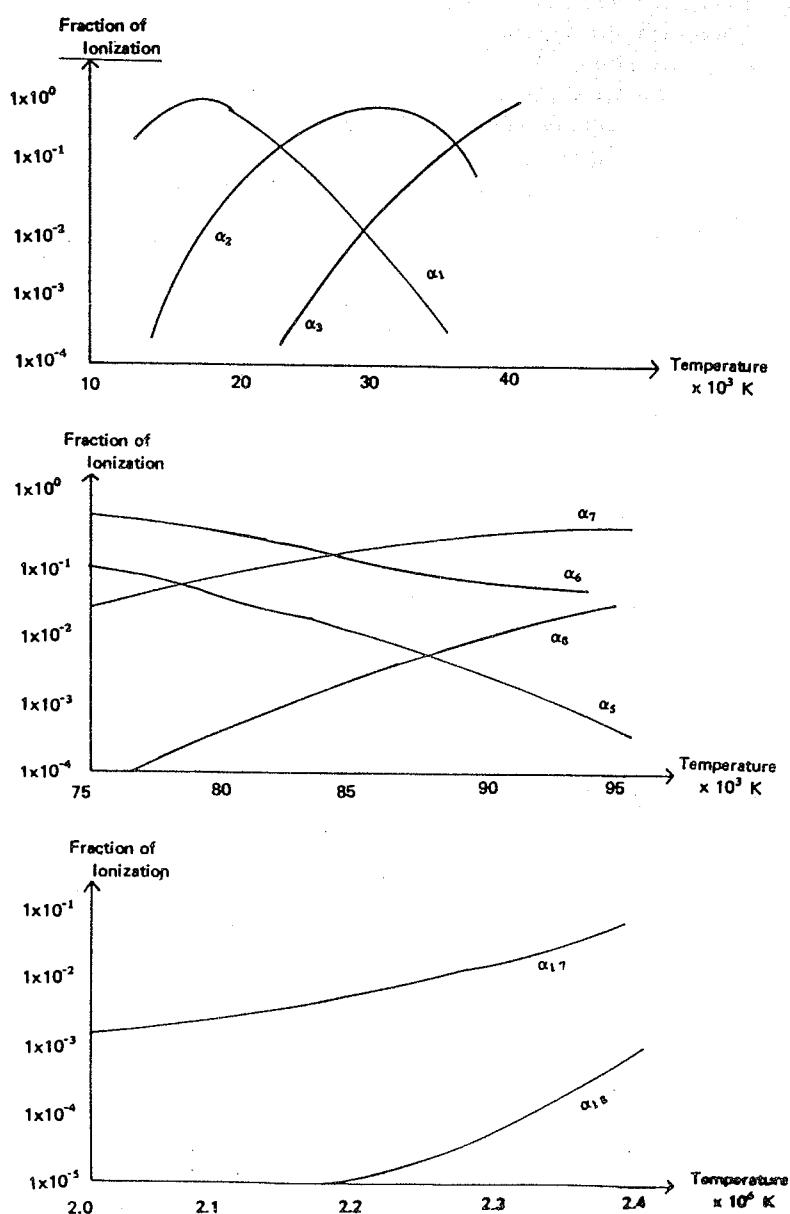 Fraction of
Ionization
1x10⁰
1x10⁻¹
1x10⁻²
1x10⁻³
1x10⁻⁴
α₂
α₃
α₁
10
20
30
40
Temperature
x 10³ K
Fraction of
Ionization
1x10⁰
1x10⁻¹
1x10⁻²
1x10⁻³
1x10⁻⁴
α₇
α₆
α₈
α₅
75
80
85
90
95
Temperature
x 10³ K
Fraction of
Ionization
1x10⁻¹
1x10⁻²
1x10⁻³
1x10⁻⁴
1x10⁻⁵
α₁₇
α₁₈
2.0
2.1
2.2
2.3
2.4
Temperature
x 10⁶ K